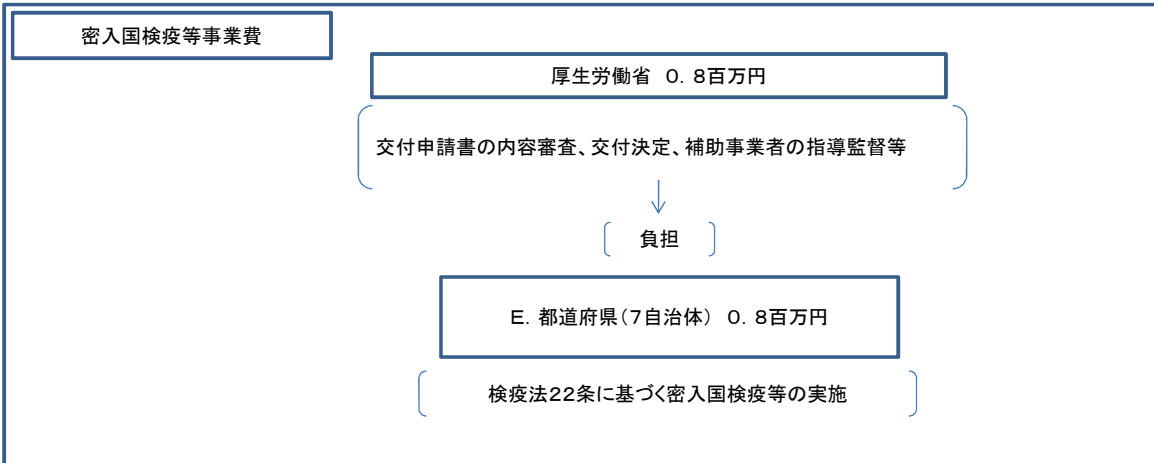 密入国検疫等事業費
厚生労働省　０．８百万円
交付申請書の内容審査、交付決定、補助事業者の指導監督等
負担
Ｅ．都道府県（７自治体）　０．８百万円
検疫法２２条に基づく密入国検疫等の実施